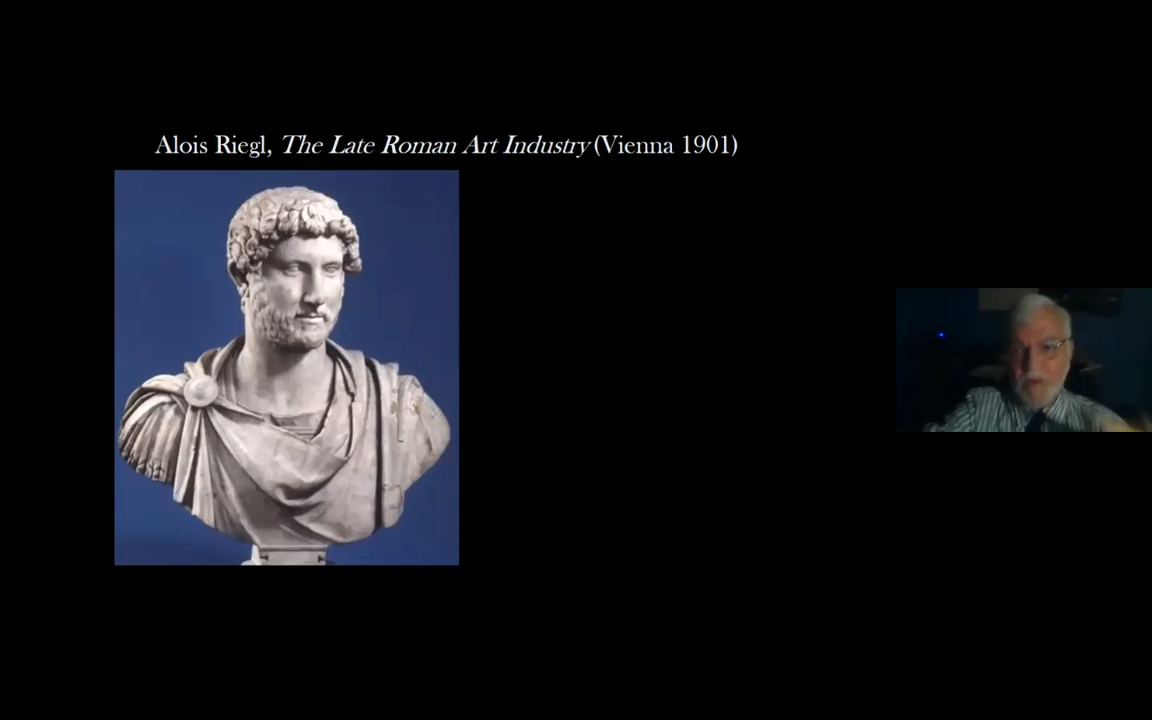 Alois Riegl, The Late Roman Art Industry (Vienna 1901)